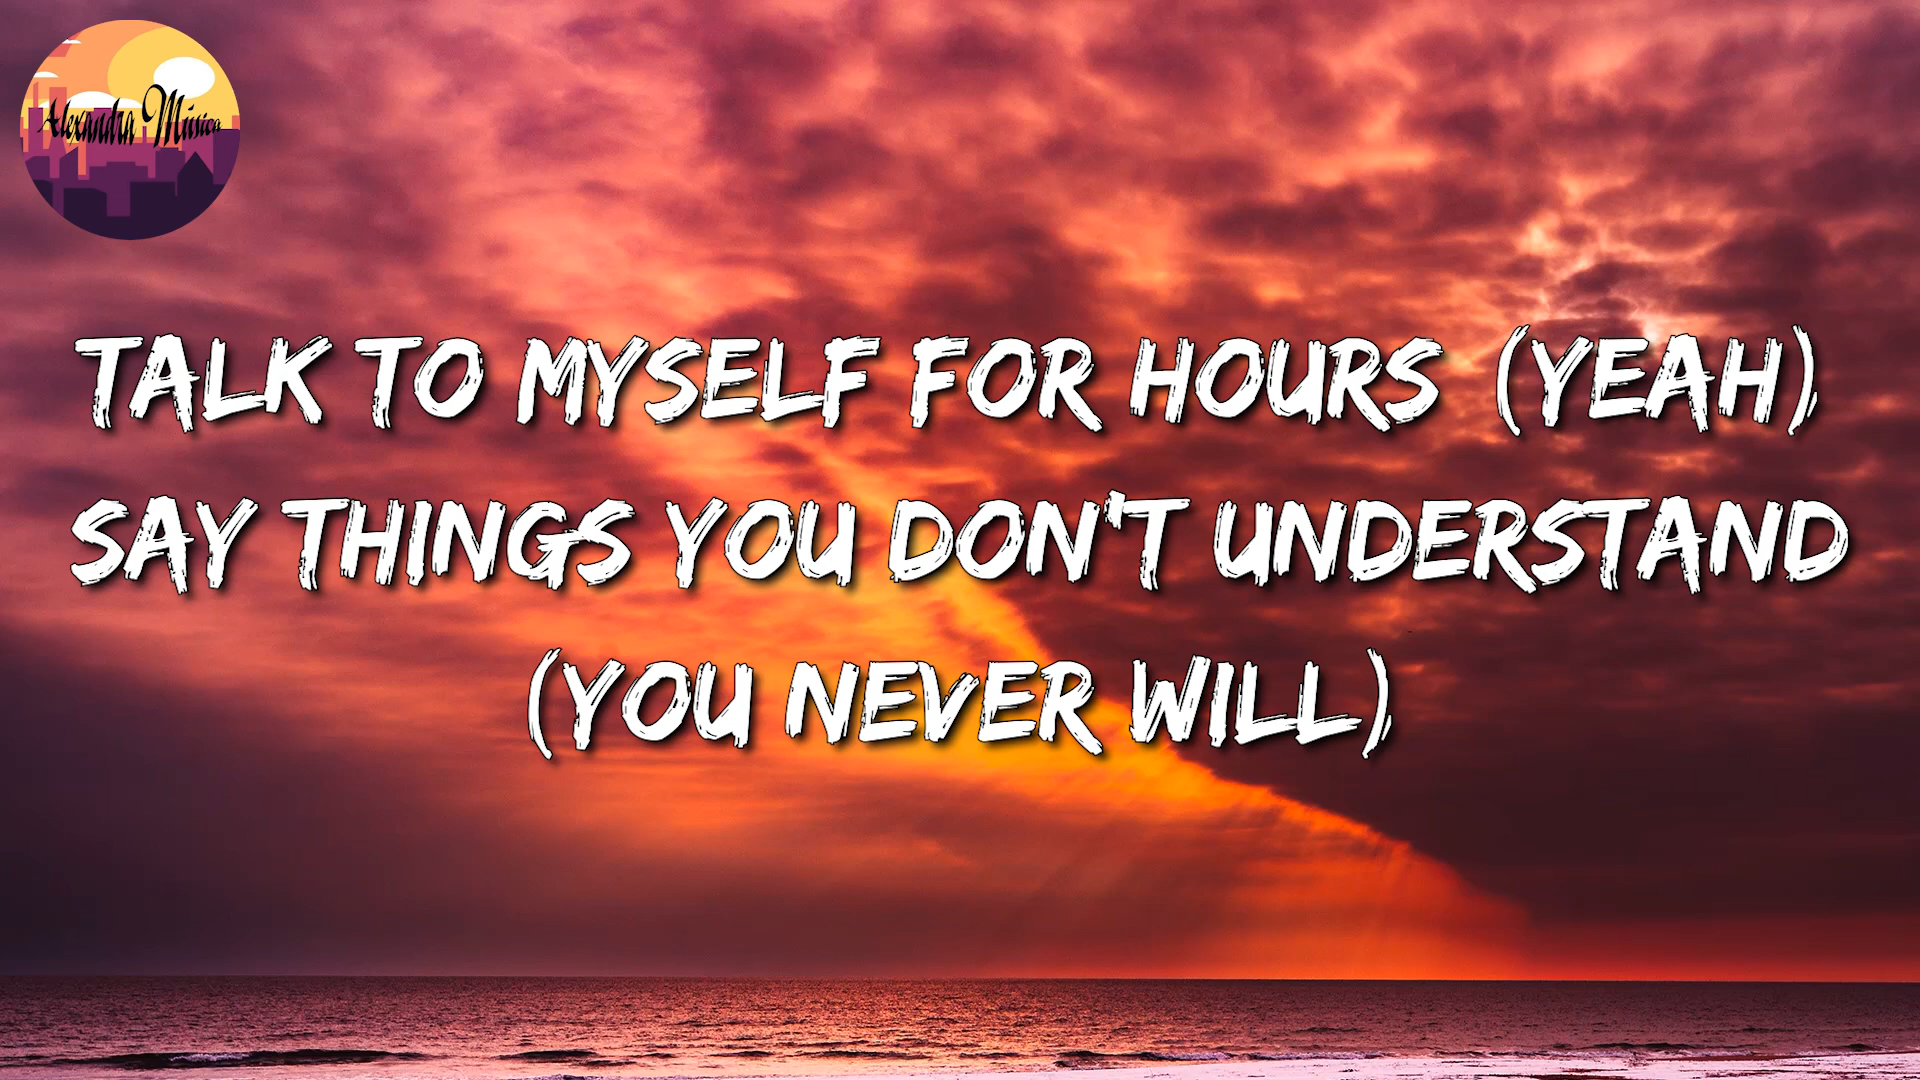 Alexandra Música
TALK TO MYSELF FOR HOURS (YEAH)
SAY THINGS YOU DON'T UNDERSTAND
(YOU NEVER WILL)